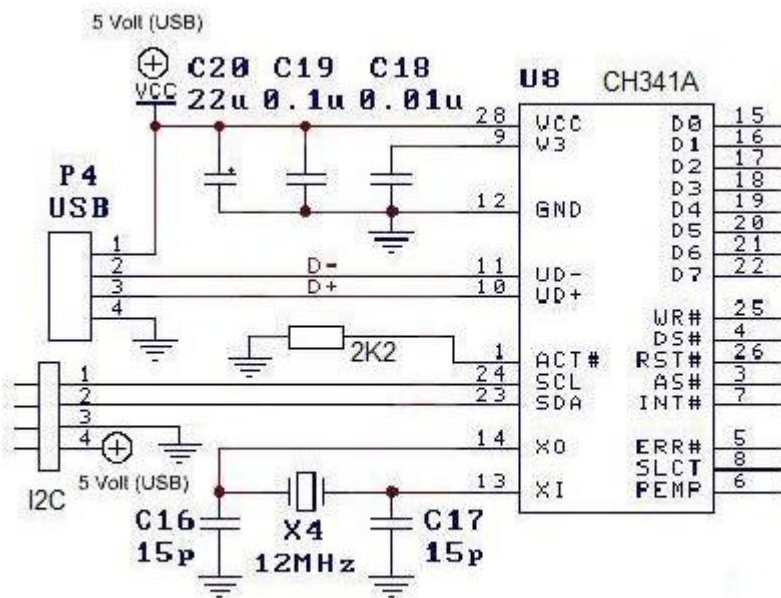 5 Volt (USB)
VCC
C20 C19 C18
22u 0.1u 0.01u
U8 CH341A
P4
USB
1
2
3
4
D-
D+
28 VCC
9 V3
12 GND
11 UD-
10 UD+
2K2
1 ACT#
24 SCL
23 SDA
14 XO
13 XI
D0 15
D1 16
D2 17
D3 18
D4 19
D5 20
D6 21
D7 22
WR# 25
DS# 4
RST# 26
AS# 3
INT# 7
ERR# 5
SLCT 8
PEMP 6
1
2
3
4
I2C
5 Volt (USB)
C16
15p
X4
12MHz
C17
15p